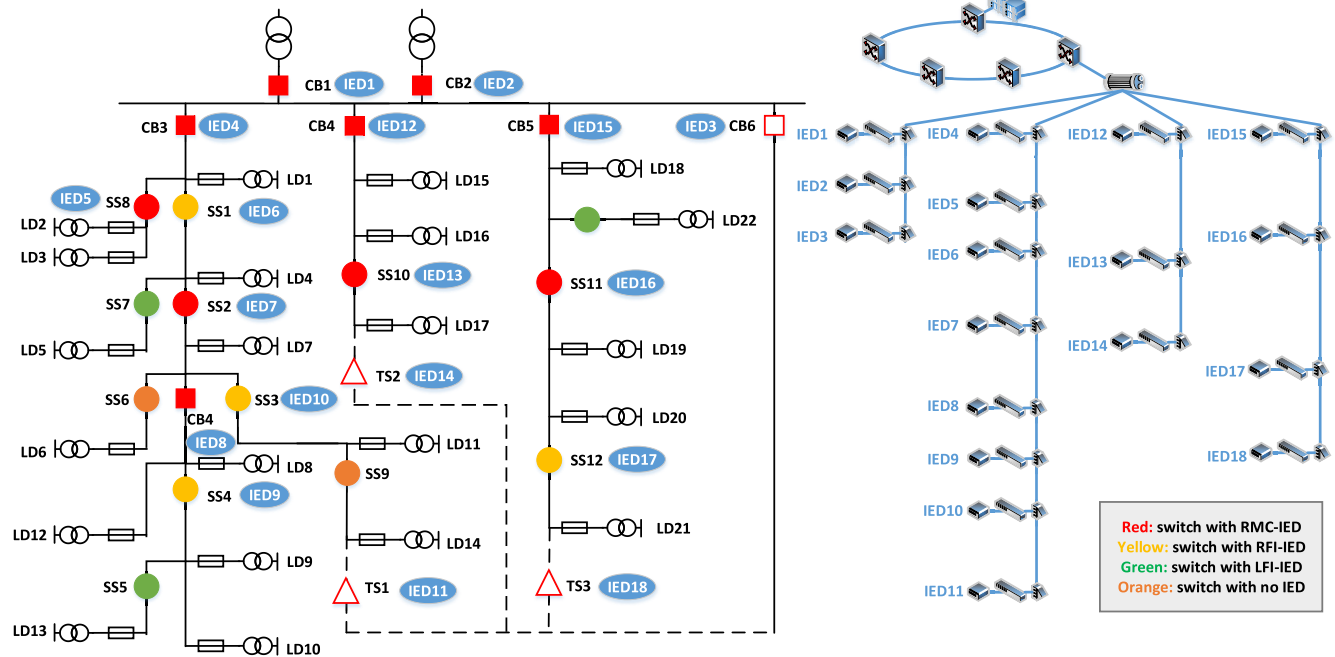 CB1 IED1
CB2 IED2
CB3 IED4
CB4 IED12
CB5 IED15
IED3 CB6
LD1
IED5
SS8
SS1 IED6
LD2
LD3
LD4
SS7
SS2 IED7
LD5
LD7
SS6
CB4
SS3 IED10
IED8
LD6
LD8
LD11
SS4 IED9
SS9
LD12
LD14
LD9
SS5
TS1 IED11
LD13
LD10
LD15
LD16
SS10 IED13
LD17
TS2 IED14
LD18
LD22
SS11 IED16
LD19
LD20
SS12 IED17
LD21
TS3 IED18
IED1
IED2
IED3
IED4
IED5
IED6
IED7
IED8
IED9
IED10
IED11
IED12
IED13
IED14
IED15
IED16
IED17
IED18
Red: switch with RMC-IED
Yellow: switch with RFI-IED
Green: switch with LFI-IED
Orange: switch with no IED